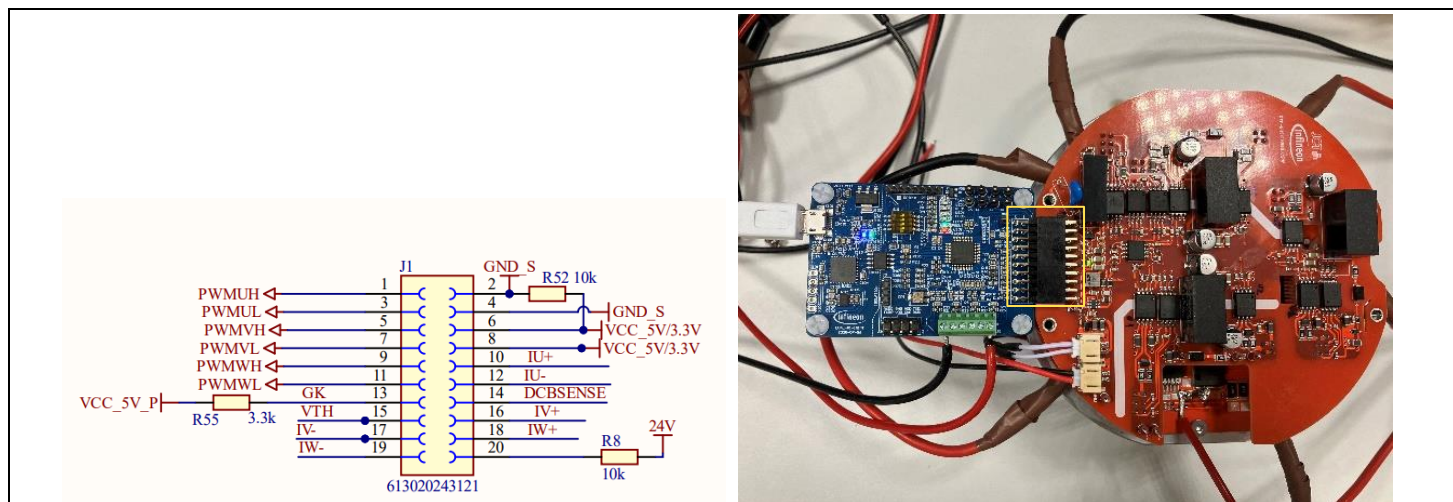 J1
GND_S
R52 10k
PWMUH 1 2
PWMUL 3 4 GND_S
PWMVH 5 6 VCC_5V/3.3V
PWMVL 7 8 VCC_5V/3.3V
PWMWH 9 10 IU+
PWMWL 11 12 IU-
VCC_5V_P R55 3.3k GK 13 14 DCBSENSE
VTH 15 16 IV+
IV- 17 18 IW+
IW- 19 20 R8 10k 24V
613020243121
infineon
infineon